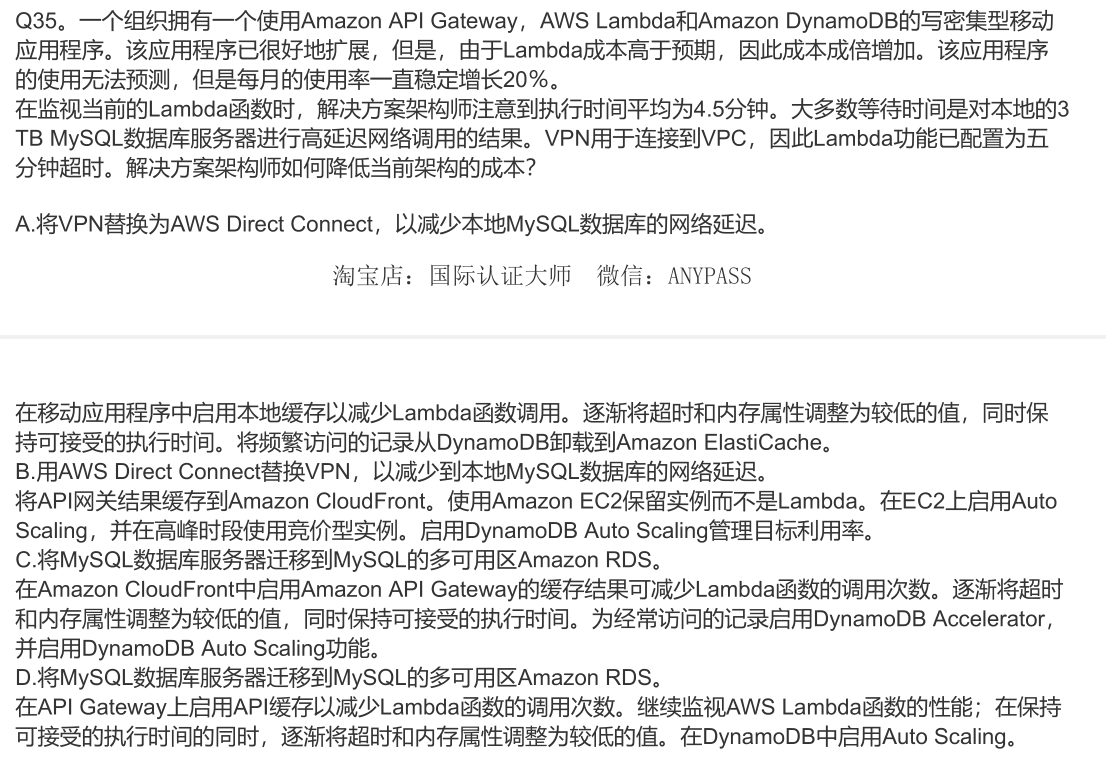 Q35。一个组织拥有一个使用Amazon API Gateway，AWS Lambda和Amazon DynamoDB的写密集型移动
应用程序。该应用程序已很好地扩展，但是，由于Lambda成本高于预期，因此成本成倍增加。该应用程序
的使用无法预测，但是每月的使用率一直稳定增长20％。
在监视当前的Lambda函数时，解决方案架构师注意到执行时间平均为4.5分钟。大多数等待时间是对本地的3
TB MySQL数据库服务器进行高延迟网络调用的结果。VPN用于连接到VPC，因此Lambda功能已配置为五
分钟超时。解决方案架构师如何降低当前架构的成本？
A.将VPN替换为AWS Direct Connect，以减少本地MySQL数据库的网络延迟。
淘宝店：国际认证大师 微信：ANYPASS
在移动应用程序中启用本地缓存以减少Lambda函数调用。逐渐将超时和内存属性调整为较低的值，同时保
持可接受的执行时间。将频繁访问的记录从DynamoDB卸载到Amazon ElastiCache。
B.用AWS Direct Connect替换VPN，以减少到本地MySQL数据库的网络延迟。
将API网关结果缓存到Amazon CloudFront。使用Amazon EC2保留实例而不是Lambda。在EC2上启用Auto
Scaling，并在高峰时段使用竞价型实例。启用DynamoDB Auto Scaling管理目标利用率。
C.将MySQL数据库服务器迁移到MySQL的多可用区Amazon RDS。
在Amazon CloudFront中启用Amazon API Gateway的缓存结果可减少Lambda函数的调用次数。逐渐将超时
和内存属性调整为较低的值，同时保持可接受的执行时间。为经常访问的记录启用DynamoDB Accelerator，
并启用DynamoDB Auto Scaling功能。
D.将MySQL数据库服务器迁移到MySQL的多可用区Amazon RDS。
在API Gateway上启用API缓存以减少Lambda函数的调用次数。继续监视AWS Lambda函数的性能；在保持
可接受的执行时间的同时，逐渐将超时和内存属性调整为较低的值。在DynamoDB中启用Auto Scaling。